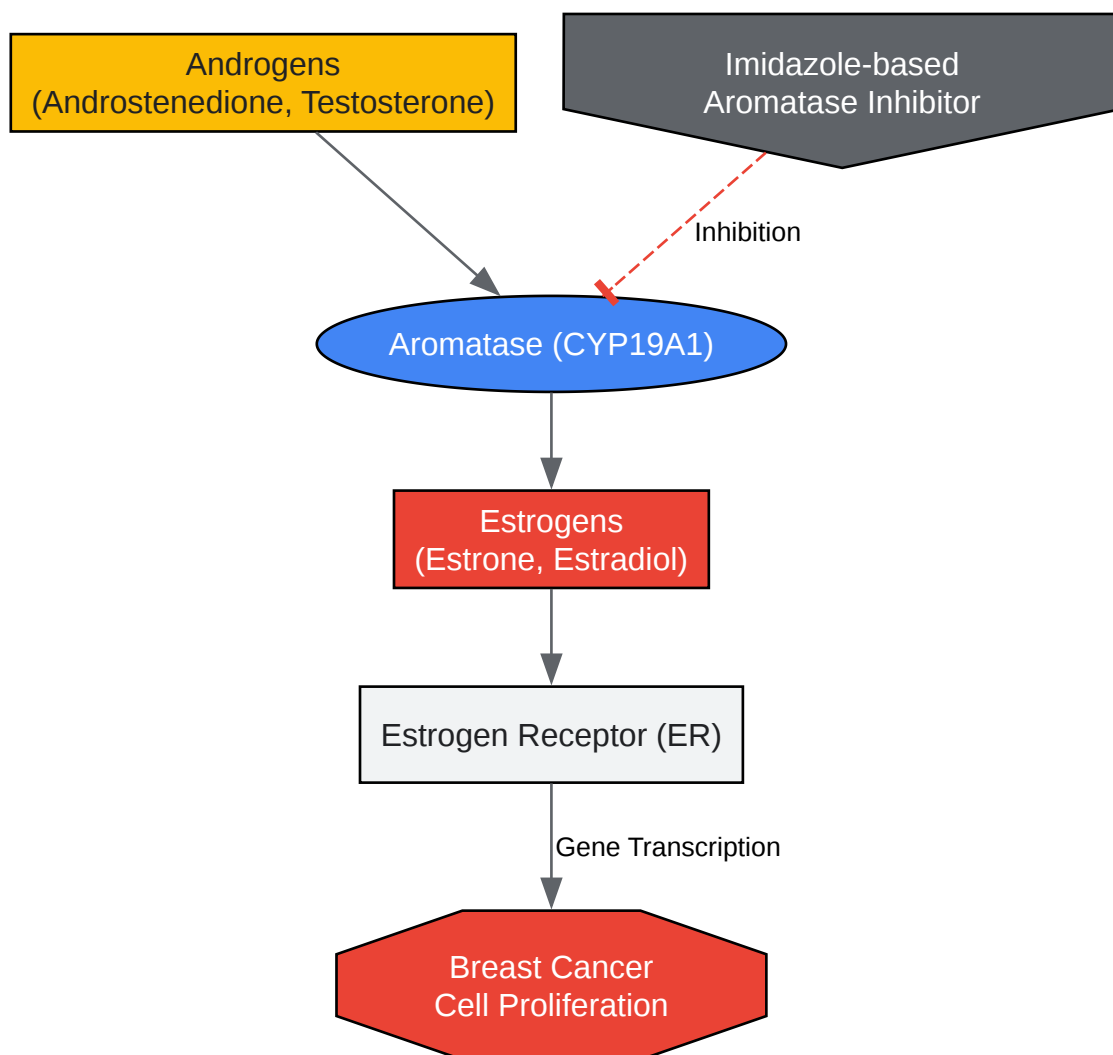 Androgens
(Androstenedione, Testosterone)
Imidazole-based
Aromatase Inhibitor
Inhibition
Aromatase (CYP19A1)
Estrogens
(Estrone, Estradiol)
Estrogen Receptor (ER)
Gene Transcription
Breast Cancer
Cell Proliferation